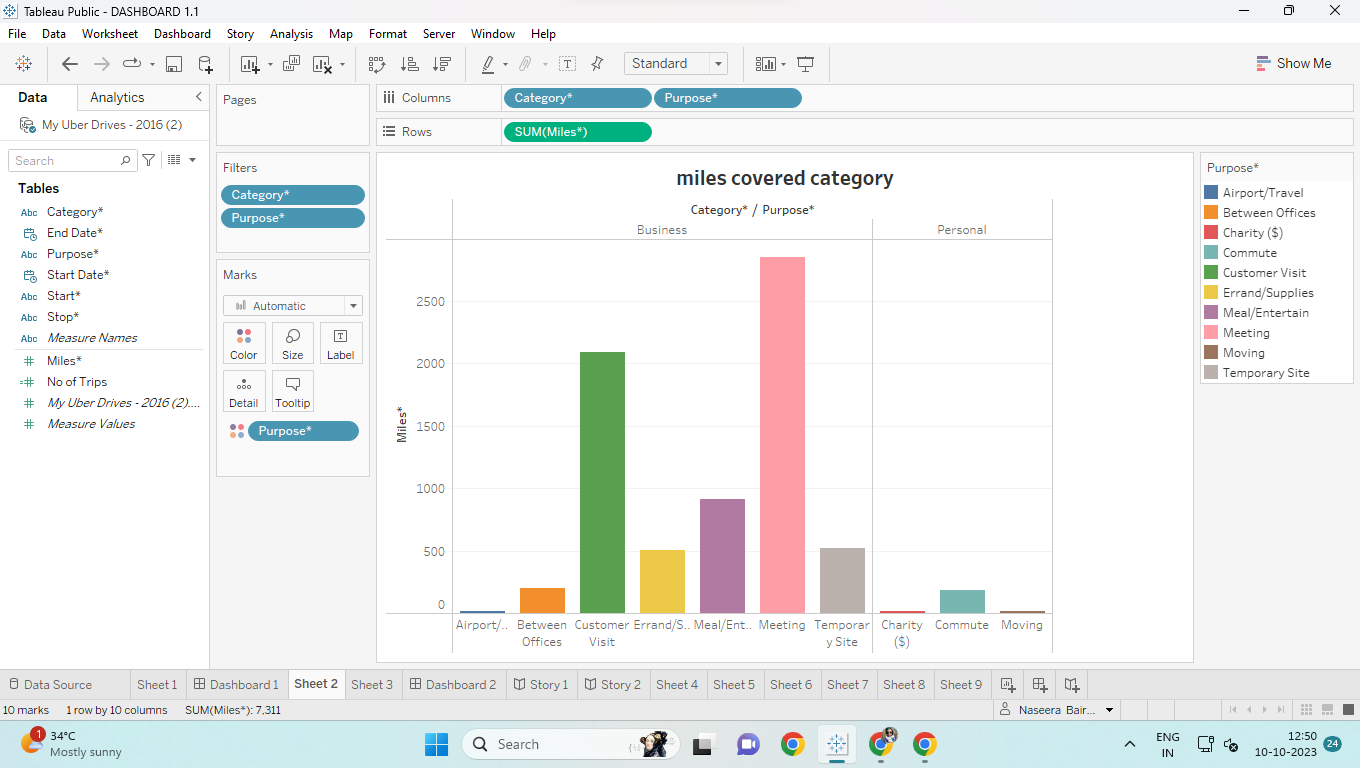 Tableau Public - DASHBOARD 1.1
File Data Worksheet Dashboard Story Analysis Map Format Server Window Help
Standard
Show Me
Data Analytics
My Uber Drives - 2016 (2)
Search
Tables
Abc Category*
End Date*
Abc Purpose*
Start Date*
Abc Start*
Abc Stop*
Abc Measure Names
Miles*
No of Trips
My Uber Drives - 2016 (2)....
Measure Values
Pages
Filters
Category*
Purpose*
Marks
Automatic
Color Size Label
Detail Tooltip
Purpose*
Columns Category* Purpose*
Rows SUM(Miles*)
miles covered category
Category* / Purpose*
Business Personal
Miles*
2500
2000
1500
1000
500
0
Airport/.. Between Offices Customer Visit Errand/S.. Meal/Ent.. Meeting Temporary Site Charity ($) Commute Moving
Purpose*
Airport/Travel
Between Offices
Charity ($)
Commute
Customer Visit
Errand/Supplies
Meal/Entertain
Meeting
Moving
Temporary Site
Data Source Sheet 1 Dashboard 1 Sheet 2 Sheet 3 Dashboard 2 Story 1 Story 2 Sheet 4 Sheet 5 Sheet 6 Sheet 7 Sheet 8 Sheet 9
10 marks 1 row by 10 columns SUM(Miles*): 7,311
Naseera Bair...
1
34°C
Mostly sunny
Search
ENG
IN
12:50
10-10-2023
24